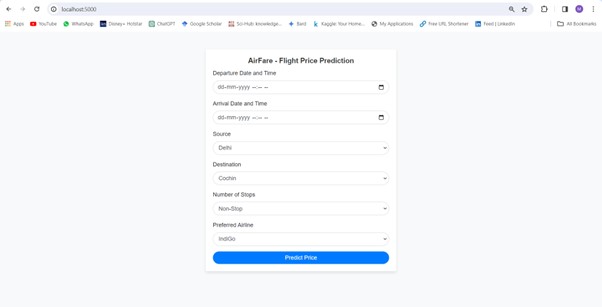 localhost:5000
M
Apps YouTube WhatsApp Disney+ Hotstar ChatGPT Google Scholar Sci-Hub: knowledge... Bard Kaggle: Your Home... My Applications Free URL Shortener Feed | LinkedIn All Bookmarks
AirFare - Flight Price Prediction
Departure Date and Time
dd-mm-yyyy --:-- --
Arrival Date and Time
dd-mm-yyyy --:-- --
Source
Delhi
Destination
Cochin
Number of Stops
Non-Stop
Preferred Airline
IndiGo
Predict Price